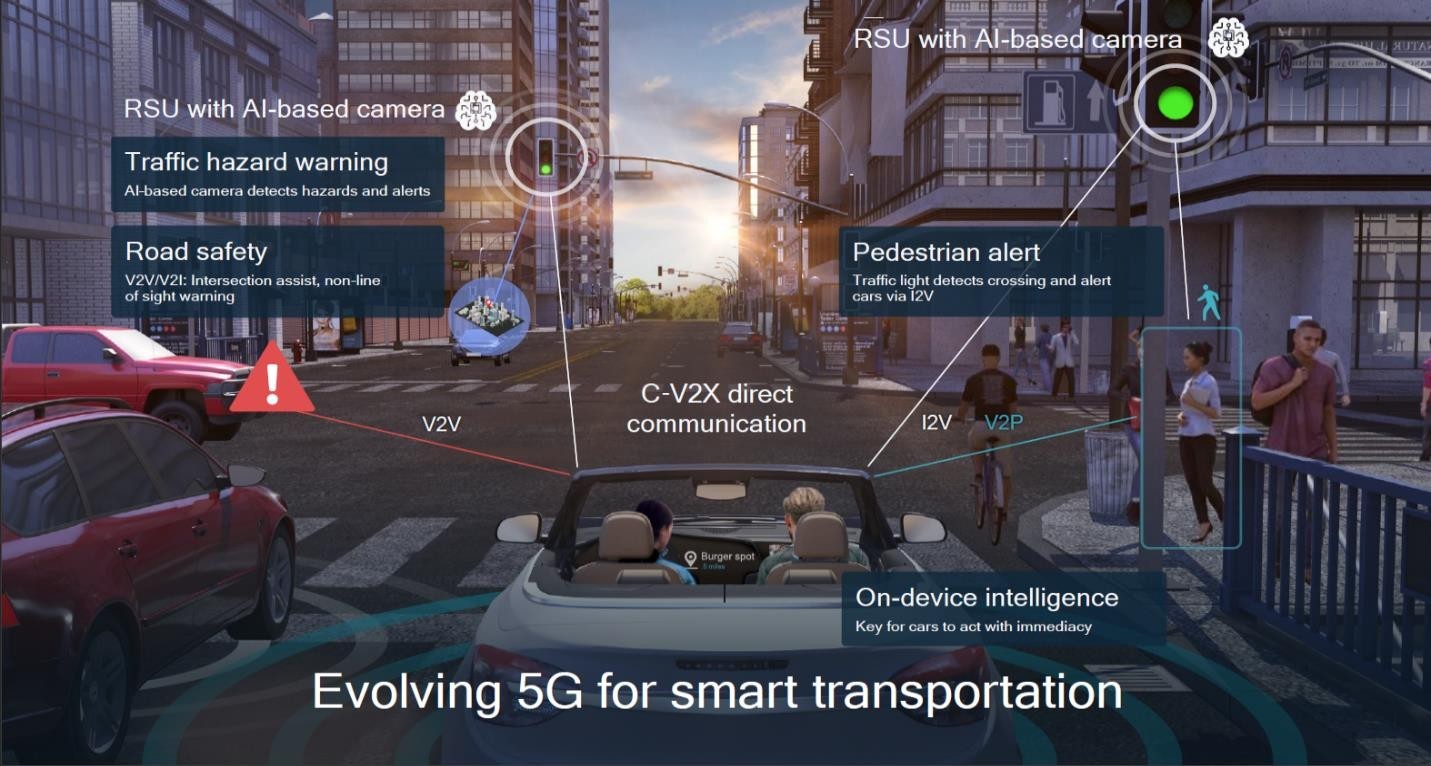 RSU with AI-based camera
RSU with AI-based camera
Traffic hazard warning
AI-based camera detects hazards and alerts
Road safety
V2V/V2I: Intersection assist, non-line
of sight warning
Pedestrian alert
Traffic light detects crossing and alert
cars via I2V
C-V2X direct
communication
V2V
I2V
V2P
Burger spot
.5 miles
On-device intelligence
Key for cars to act with immediacy
Evolving 5G for smart transportation